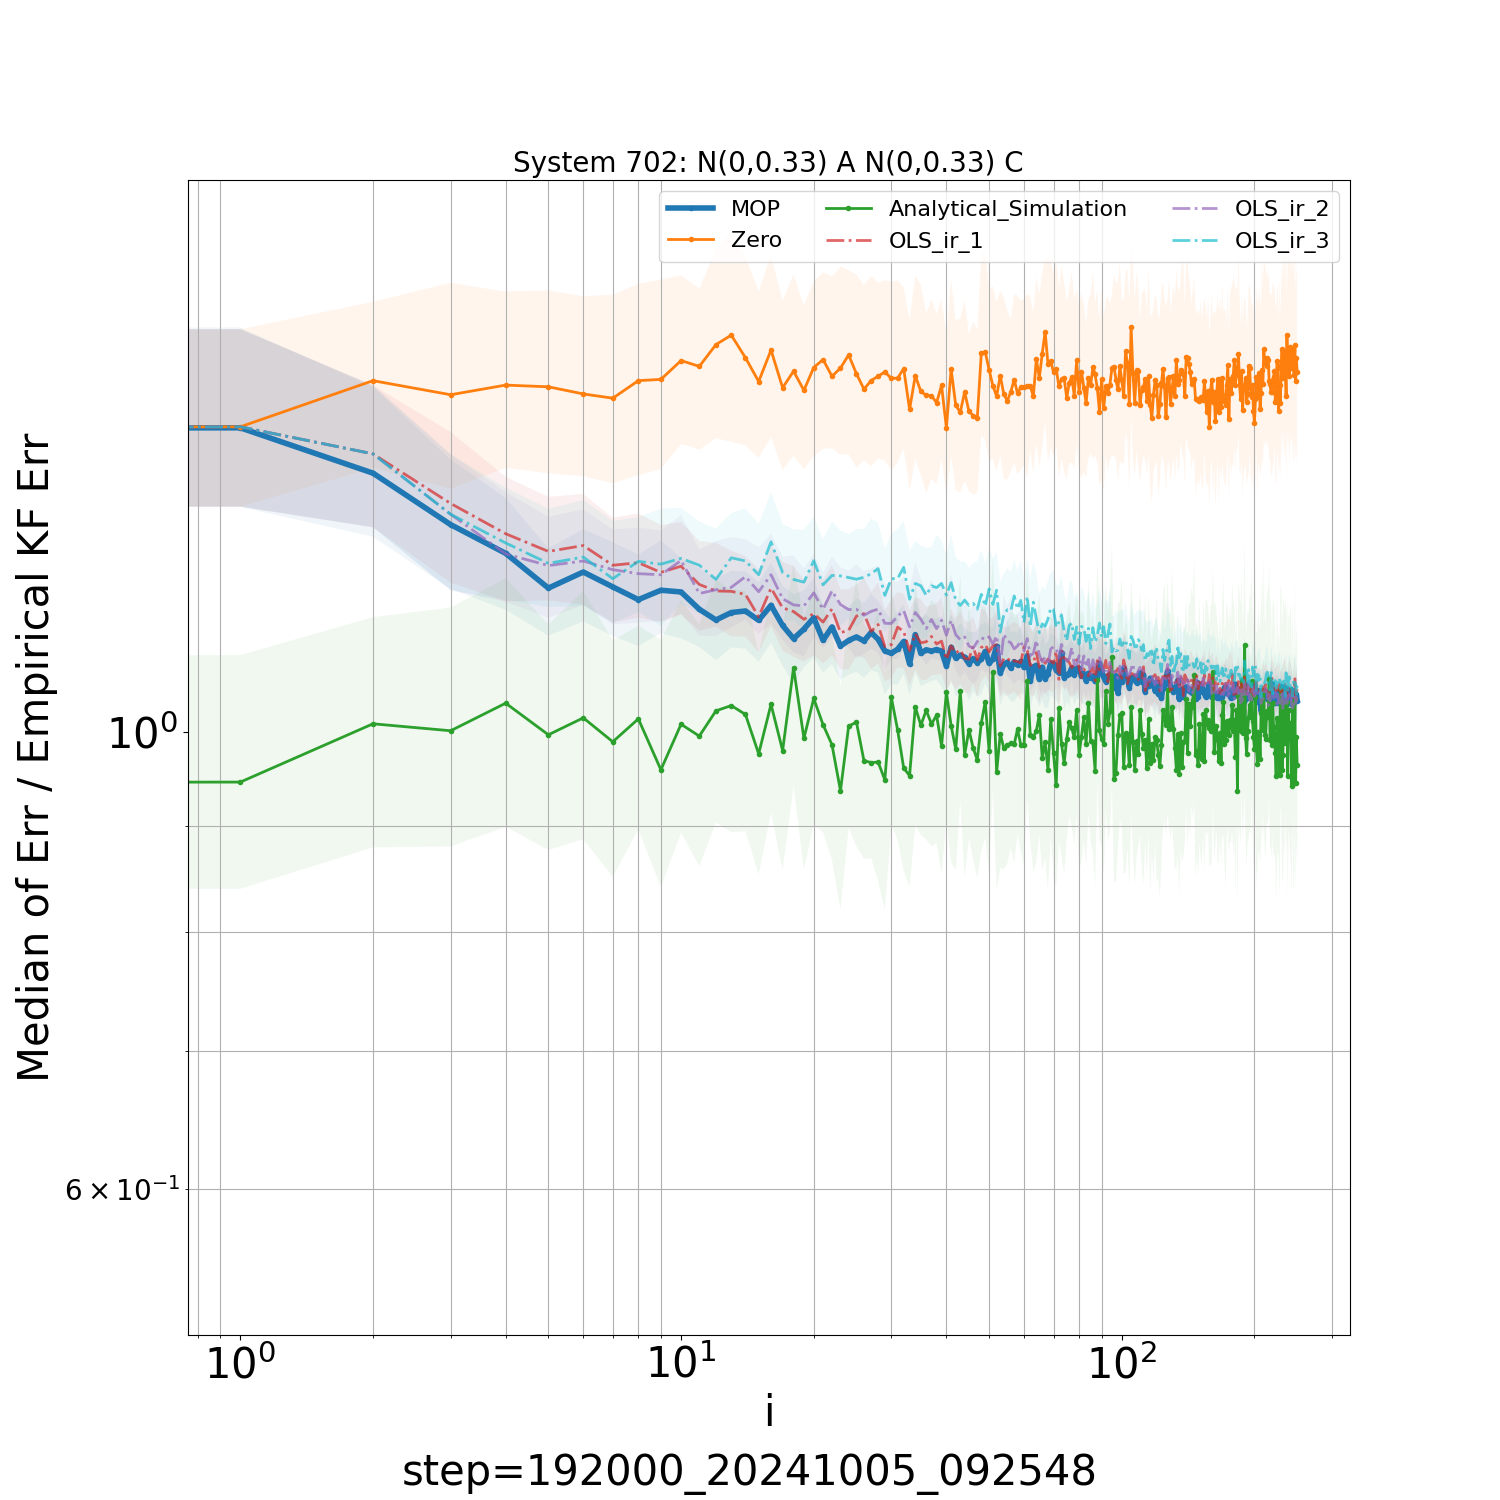 System 702: N(0,0.33) A N(0,0.33) C
MOP
Zero
Analytical_Simulation
OLS_ir_1
OLS_ir_2
OLS_ir_3
Median of Err / Empirical KF Err
10⁰
6 × 10⁻¹
10⁰
10¹
10²
i
step=192000_20241005_092548